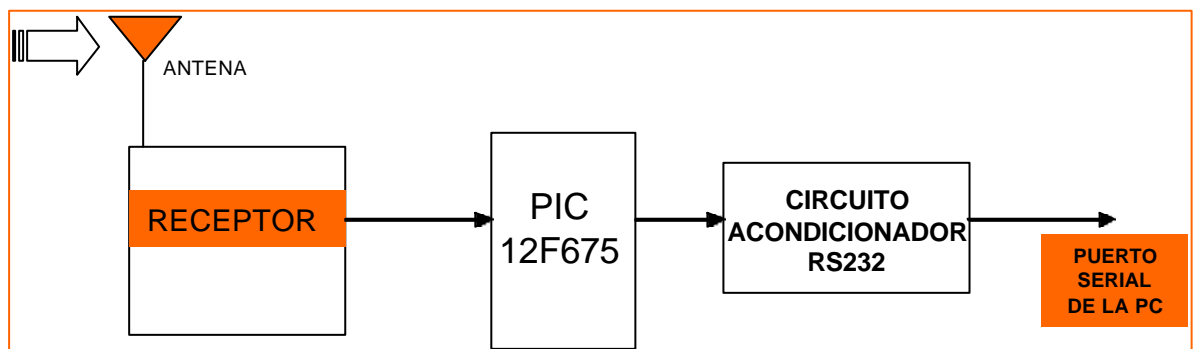 ANTENA
RECEPTOR
PIC
12F675
CIRCUITO
ACONDICIONADOR
RS232
PUERTO
SERIAL
DE LA PC